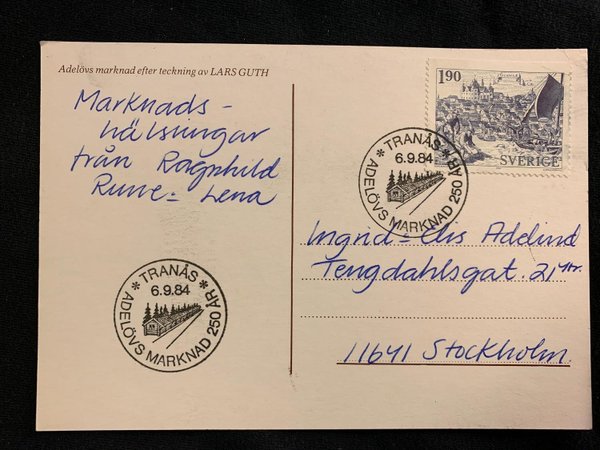 Adelövs marknad efter teckning av LARS GUTH
Marknads-
hälsningar
från Ragnhild
Rune - Lena
1.90
SVERIGE
* TRANÅS *
6.9.84
ADELÖVS MARKNAD 250 ÅR
Ingrid - Elis Adelind
Tengdahlsgat. 21 4tr.
11641 Stockholm.
* TRANÅS *
6.9.84
ADELÖVS MARKNAD 250 ÅR